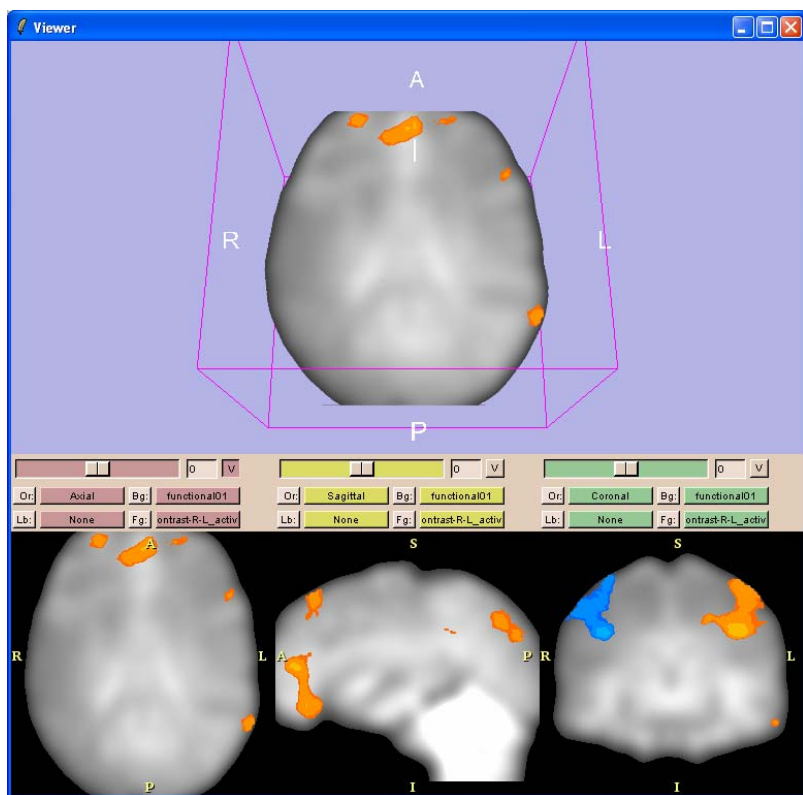 Viewer
A
I
R L
P
0 V 0 V 0 V
Or: Axial Bg: functional01 Or: Sagittal Bg: functional01 Or: Coronal Bg: functional01
Lb: None Fg: ontrast-R-L_activ Lb: None Fg: ontrast-R-L_activ Lb: None Fg: ontrast-R-L_activ
A S S
R L A P R L
P I I